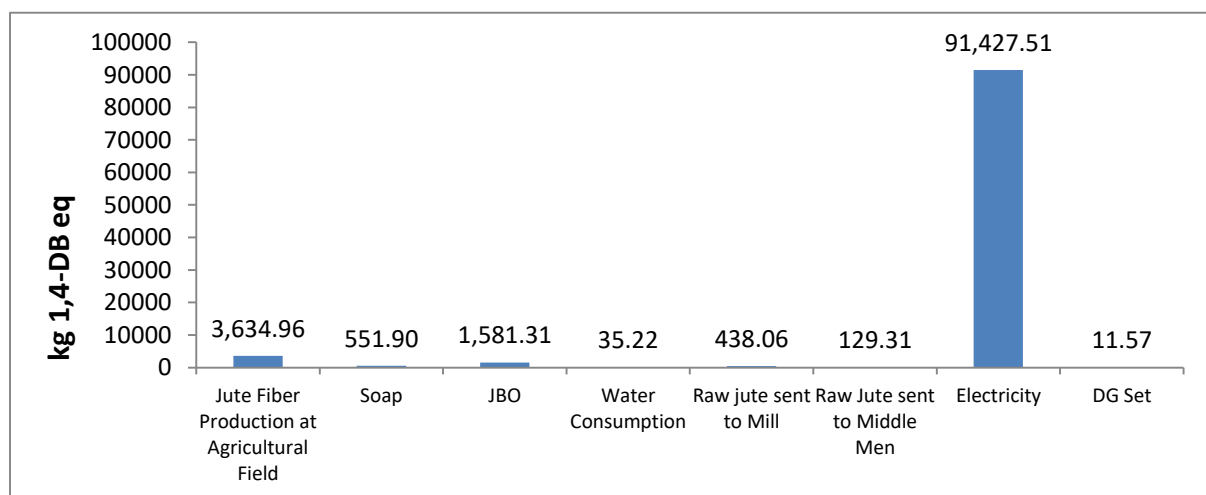 kg 1,4-DB eq
100000
90000
80000
70000
60000
50000
40000
30000
20000
10000
0
3,634.96
551.90
1,581.31
35.22
438.06
129.31
91,427.51
11.57
Jute Fiber
Production at
Agricultural
Field
Soap
JBO
Water
Consumption
Raw jute sent
to Mill
Raw Jute sent
to Middle
Men
Electricity
DG Set